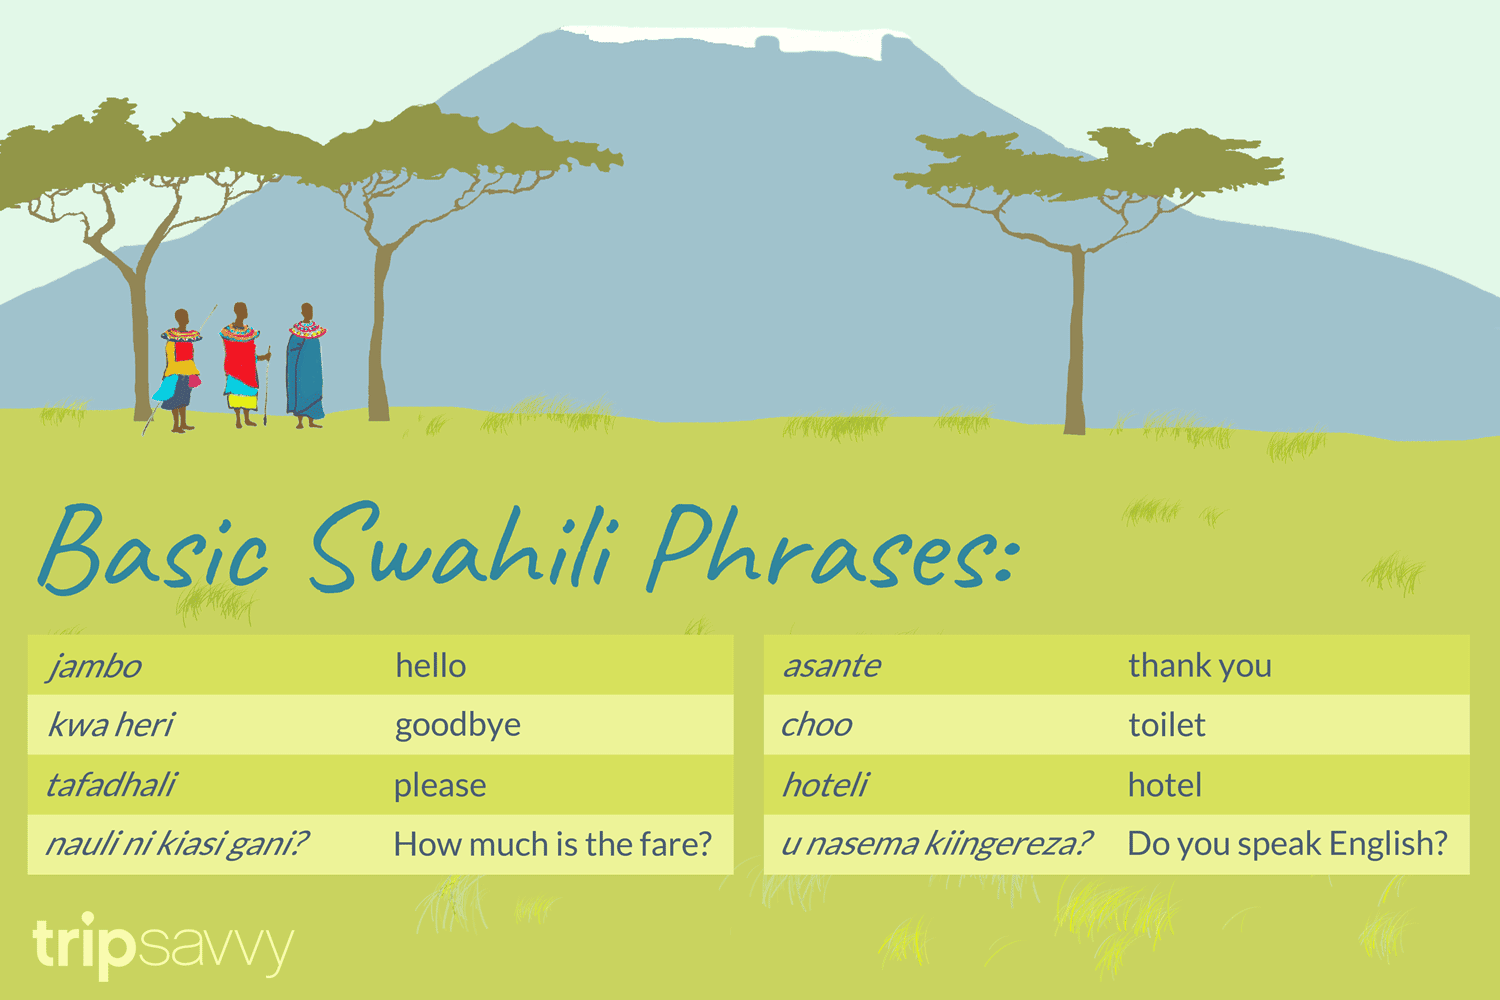 Basic Swahili Phrases:
jambo hello
kwa heri goodbye
tafadhali please
nauli ni kiasi gani? How much is the fare?
asante thank you
choo toilet
hoteli hotel
u nasema kiingereza? Do you speak English?
tripsavvy